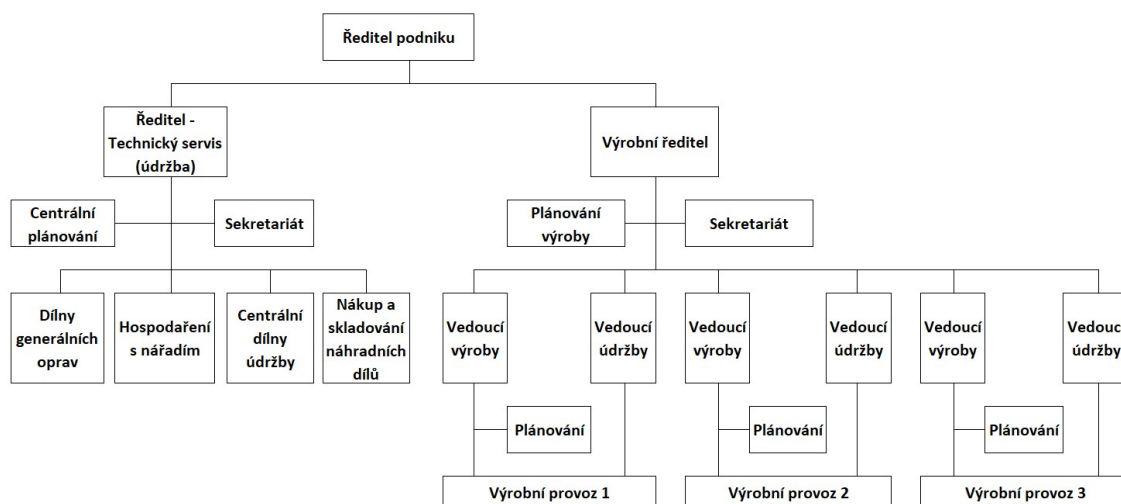 Ředitel podniku
Ředitel -
Technický servis
(údržba)
Výrobní ředitel
Centrální
plánování
Sekretariát
Plánování
výroby
Sekretariát
Dílny
generálních
oprav
Hospodaření
s nářadím
Centrální
dílny
údržby
Nákup a
skladování
náhradních
dílů
Vedoucí
výroby
Vedoucí
údržby
Vedoucí
výroby
Vedoucí
údržby
Vedoucí
výroby
Vedoucí
údržby
Plánování
Plánování
Plánování
Výrobní provoz 1
Výrobní provoz 2
Výrobní provoz 3